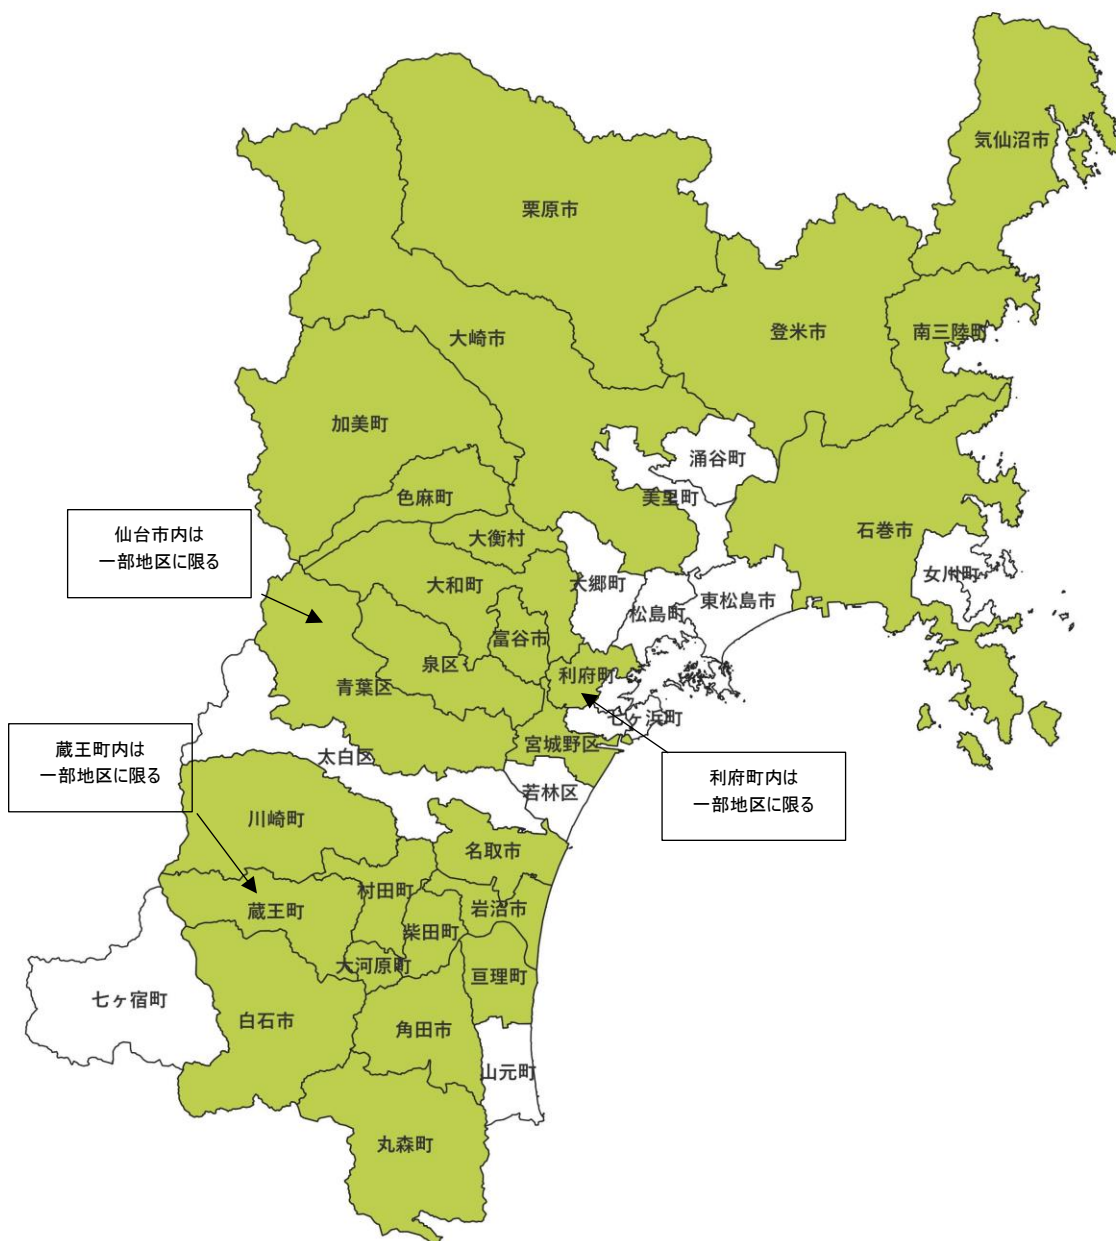 気仙沼市
栗原市
登米市
南三陸町
大崎市
加美町
涌谷町
色麻町
美里町
石巻市
仙台市内は
一部地区に限る
大衡村
大和町
大郷町
女川町
松島町
東松島市
富谷市
泉区
利府町
青葉区
七ヶ浜町
宮城野区
太白区
蔵王町内は
一部地区に限る
利府町内は
一部地区に限る
若林区
川崎町
名取市
村田町
蔵王町
岩沼市
柴田町
大河原町
亘理町
七ヶ宿町
白石市
角田市
山元町
丸森町